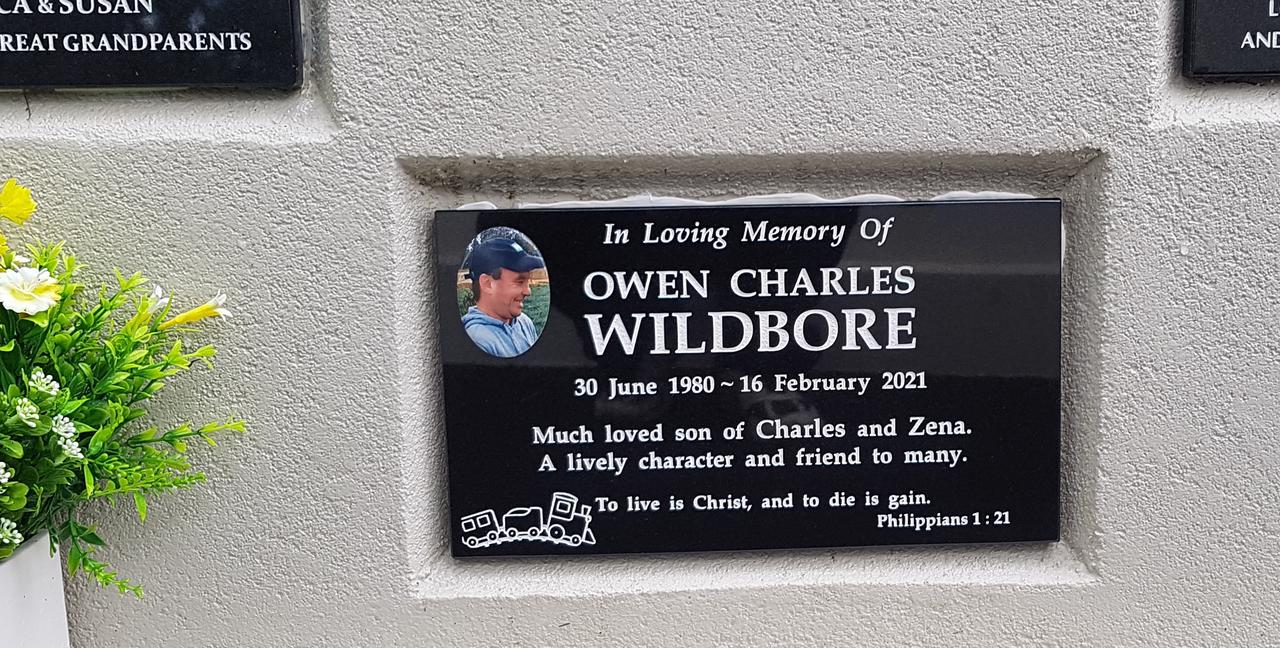 & SUSAN
GREAT GRANDPARENTS
AND
In Loving Memory Of
OWEN CHARLES
WILDBORE
30 June 1980 ~ 16 February 2021
Much loved son of Charles and Zena.
A lively character and friend to many.
To live is Christ, and to die is gain.
Philippians 1 : 21